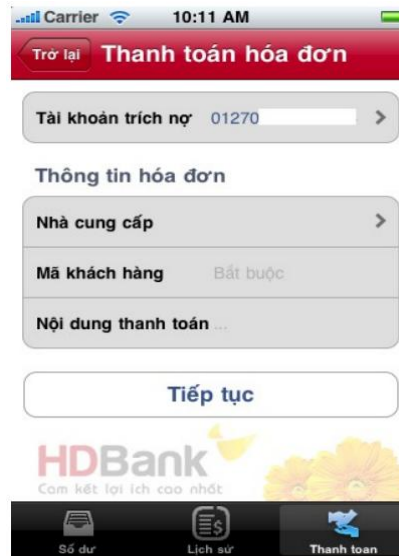 Carrier 10:11 AM
Trở lại Thanh toán hóa đơn
Tài khoản trích nợ 01270
Thông tin hóa đơn
Nhà cung cấp
Mã khách hàng Bắt buộc
Nội dung thanh toán ...
Tiếp tục
HDBank
Cam kết lợi ích cao nhất
Số dư Lịch sử Thanh toan